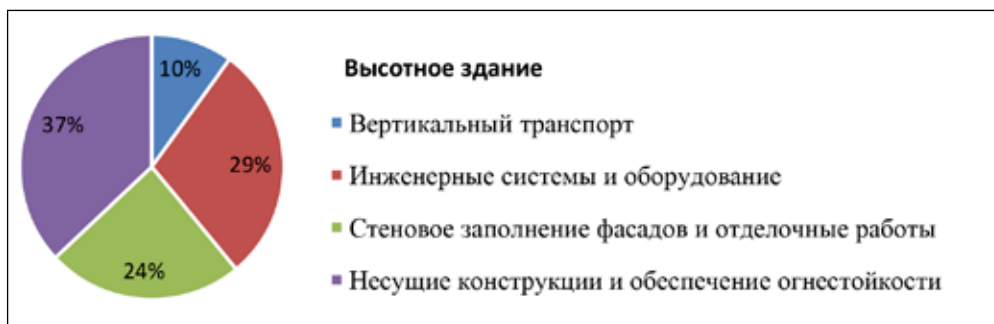 10%
Высотное здание
37%
Вертикальный транспорт
29%
Инженерные системы и оборудование
Стеновое заполнение фасадов и отделочные работы
24%
Несущие конструкции и обеспечение огнестойкости